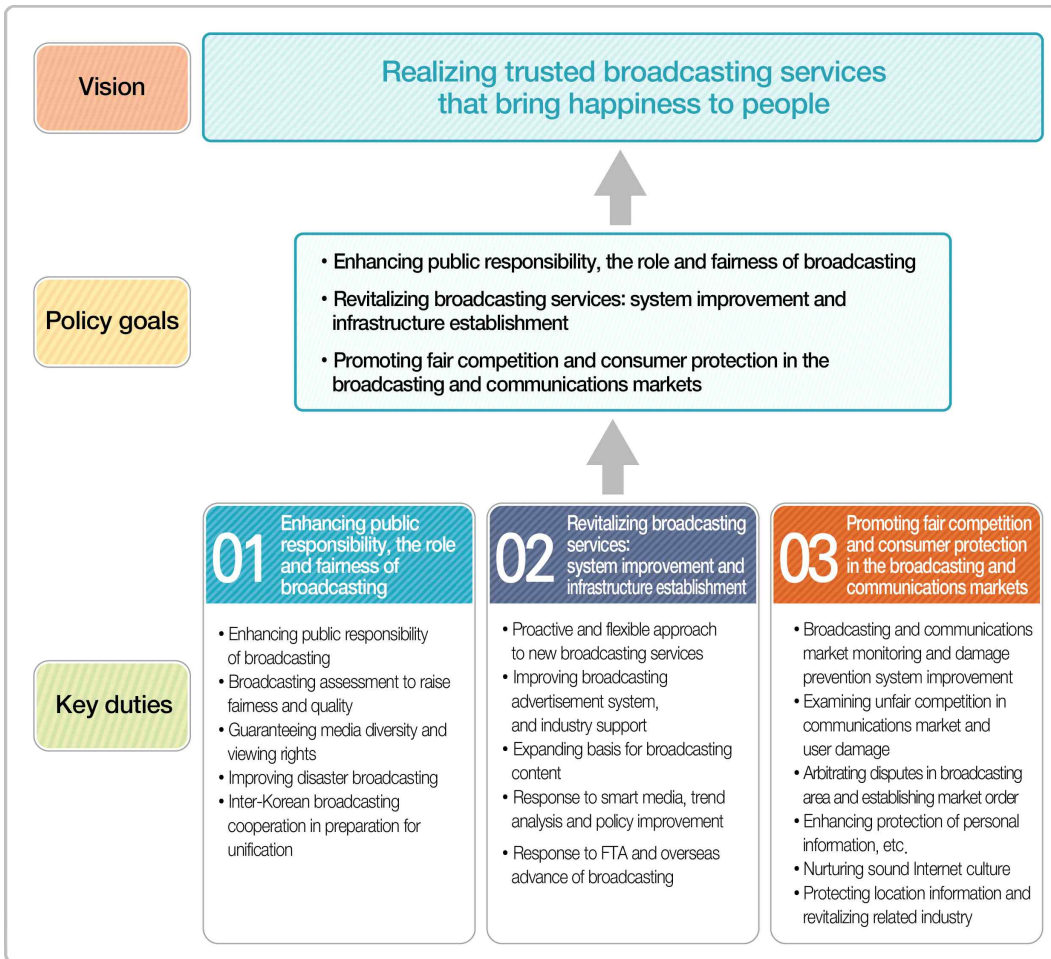 Vision
Realizing trusted broadcasting services
that bring happiness to people
Policy goals
• Enhancing public responsibility, the role and fairness of broadcasting
• Revitalizing broadcasting services: system improvement and
infrastructure establishment
• Promoting fair competition and consumer protection in the
broadcasting and communications markets
Key duties
01
Enhancing public
responsibility, the role
and fairness of
broadcasting
• Enhancing public responsibility
of broadcasting
• Broadcasting assessment to raise
fairness and quality
• Guaranteeing media diversity and
viewing rights
• Improving disaster broadcasting
• Inter-Korean broadcasting
cooperation in preparation for
unification
02
Revitalizing broadcasting
services:
system improvement and
infrastructure establishment
• Proactive and flexible approach
to new broadcasting services
• Improving broadcasting
advertisement system,
and industry support
• Expanding basis for broadcasting
content
• Response to smart media, trend
analysis and policy improvement
• Response to FTA and overseas
advance of broadcasting
03
Promoting fair competition
and consumer protection
in the broadcasting and
communications markets
• Broadcasting and communications
market monitoring and damage
prevention system improvement
• Examining unfair competition in
communications market and
user damage
• Arbitrating disputes in broadcasting
area and establishing market order
• Enhancing protection of personal
information, etc.
• Nurturing sound Internet culture
• Protecting location information and
revitalizing related industry